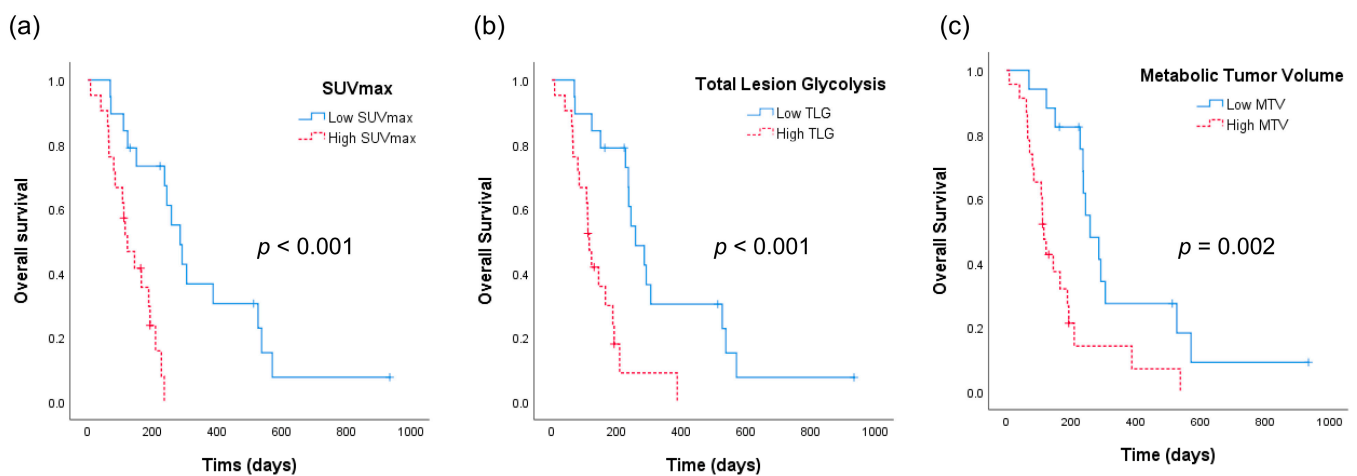 (a)
SUVmax
Low SUVmax
High SUVmax
p < 0.001
Overall survival
1.0
0.8
0.6
0.4
0.2
0.0
0 200 400 600 800 1000
Tims (days)
(b)
Total Lesion Glycolysis
Low TLG
High TLG
p < 0.001
Overall Survival
1.0
0.8
0.6
0.4
0.2
0.0
0 200 400 600 800 1000
Time (days)
(c)
Metabolic Tumor Volume
Low MTV
High MTV
p = 0.002
Overall Survival
1.0
0.8
0.6
0.4
0.2
0.0
0 200 400 600 800 1000
Time (days)